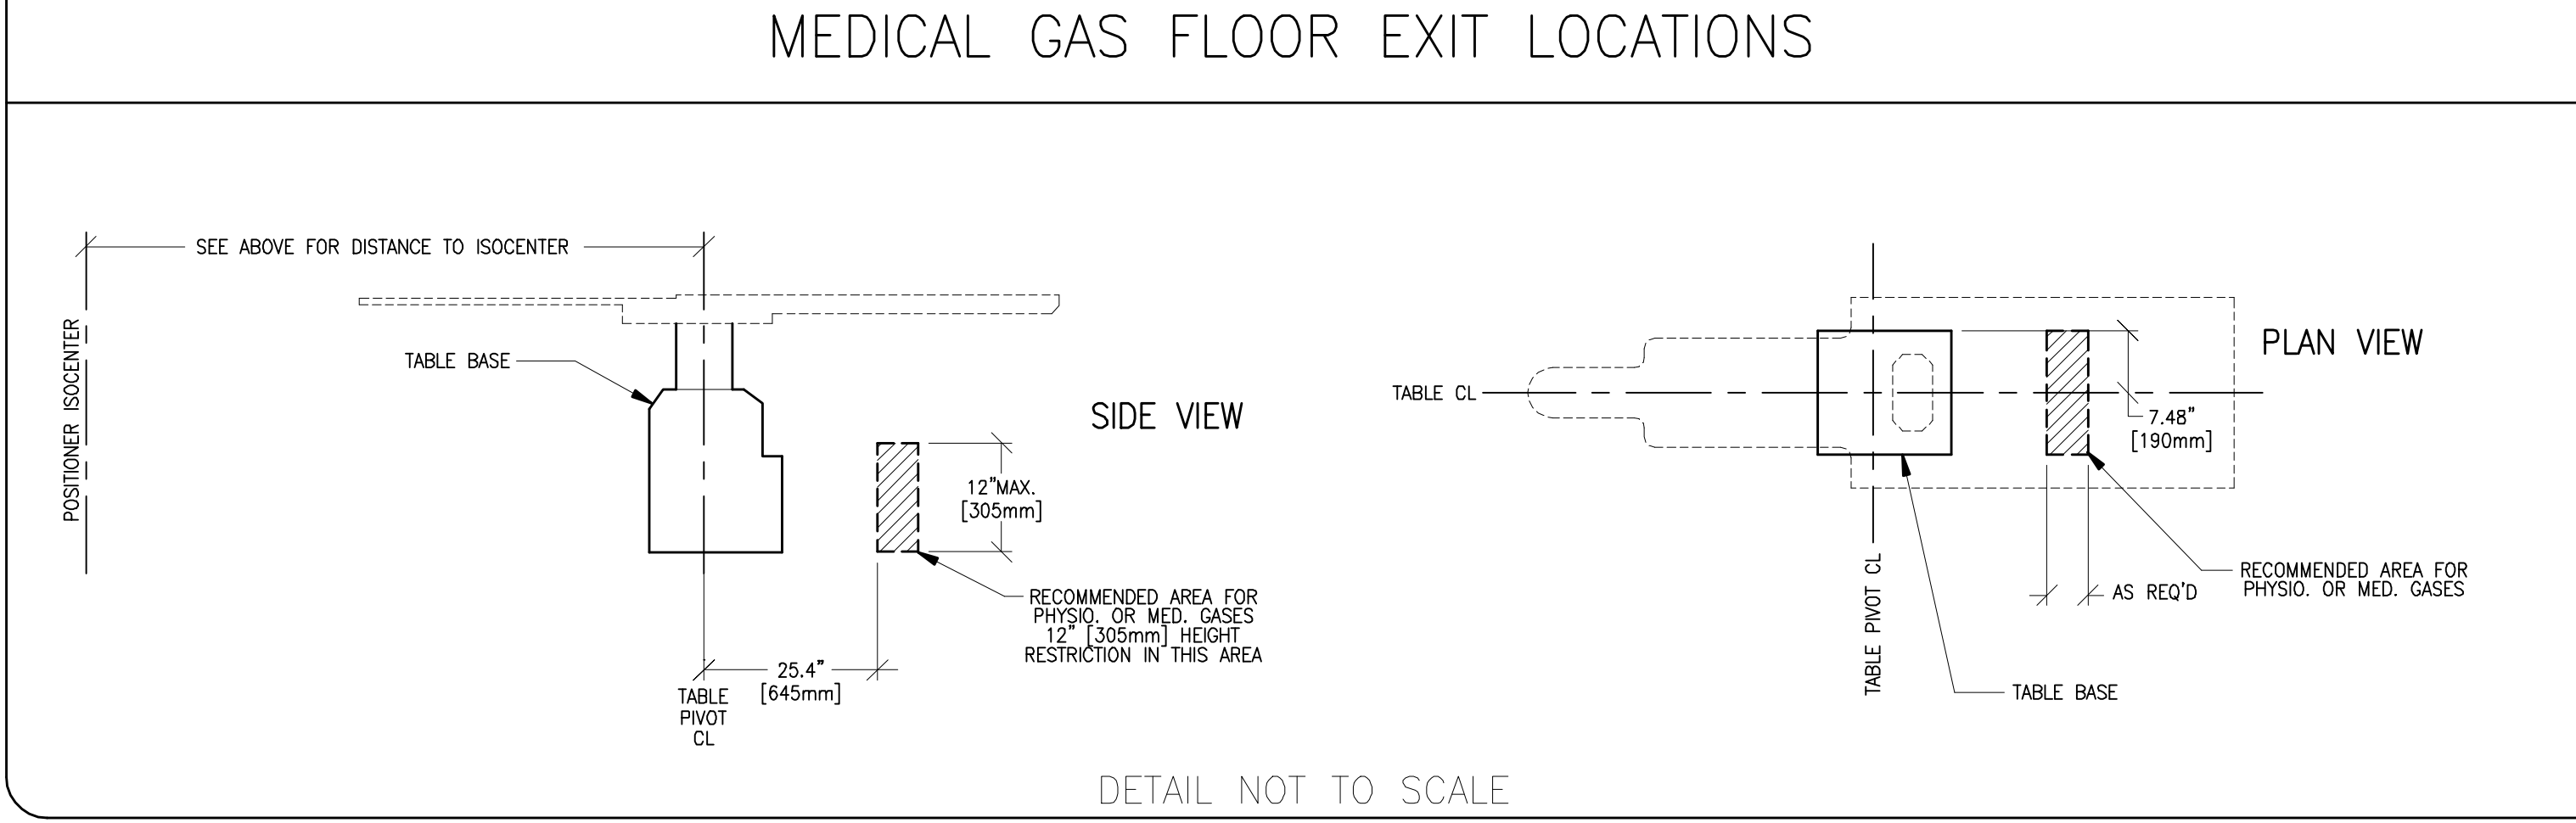 MEDICAL GAS FLOOR EXIT LOCATIONS
SEE ABOVE FOR DISTANCE TO ISOCENTER
POSITIONER ISOCENTER
TABLE BASE
SIDE VIEW
12"MAX.
[305mm]
RECOMMENDED AREA FOR
PHYSIO. OR MED. GASES
12" [305mm] HEIGHT
RESTRICTION IN THIS AREA
25.4"
[645mm]
TABLE
PIVOT
CL
PLAN VIEW
TABLE CL
7.48"
[190mm]
RECOMMENDED AREA FOR
PHYSIO. OR MED. GASES
AS REQ'D
TABLE PIVOT CL
TABLE BASE
DETAIL NOT TO SCALE